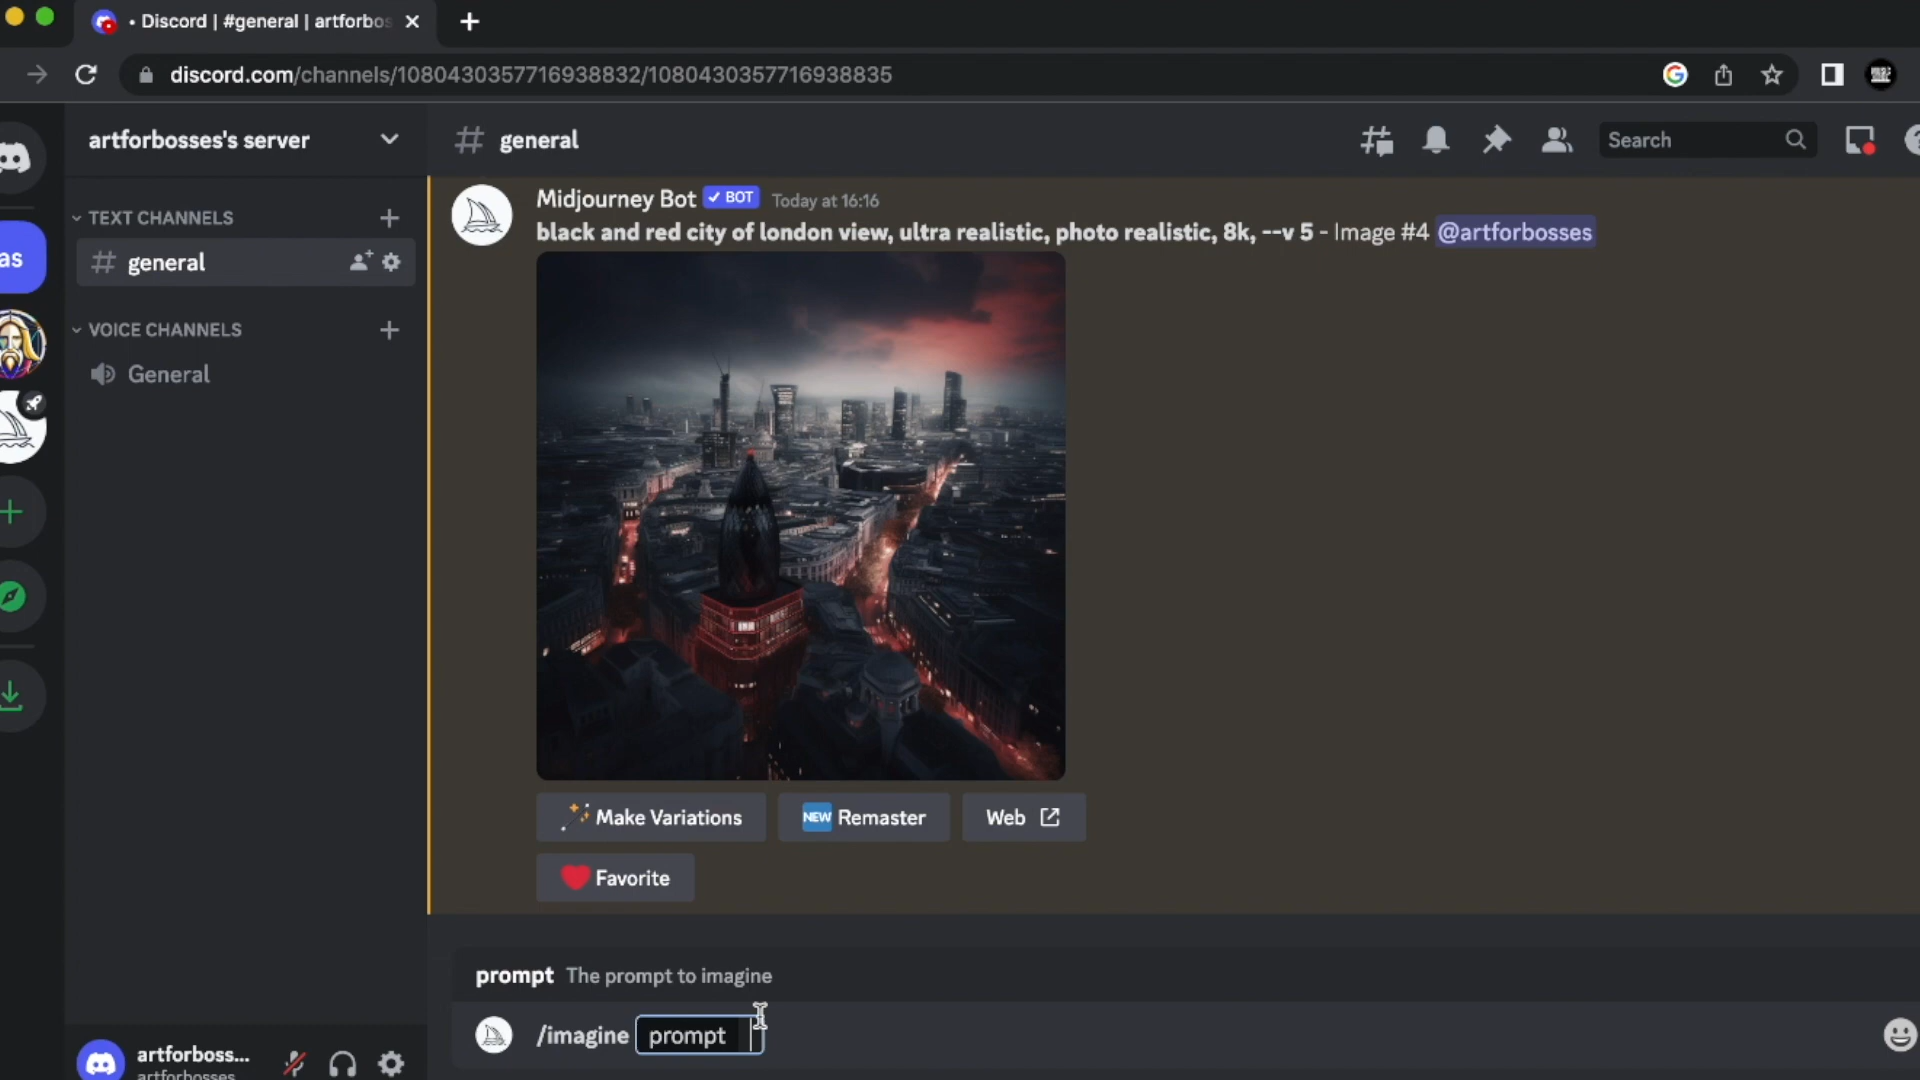 • Discord | #general | artforbos
discord.com/channels/1080430357716938832/1080430357716938835
artforbosses's server
general
Search
as
TEXT CHANNELS
general
VOICE CHANNELS
General
Midjourney Bot ✓ BOT Today at 16:16
black and red city of london view, ultra realistic, photo realistic, 8k, --v 5 - Image #4 @artforbosses
Make Variations
NEW Remaster
Web
Favorite
prompt The prompt to imagine
/imagine prompt
artforboss...
artforbosses